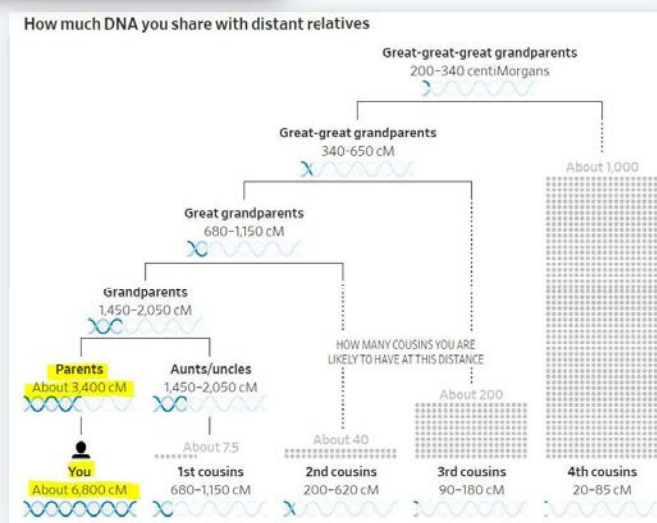 How much DNA you share with distant relatives
Great-great-great grandparents
200–340 centiMorgans
Great-great grandparents
340-650 cM
About 1,000
Great grandparents
680–1,150 cM
Grandparents
1,450–2,050 cM
HOW MANY COUSINS YOU ARE
LIKELY TO HAVE AT THIS DISTANCE
Parents
About 3,400 cM
Aunts/uncles
1,450–2,050 cM
About 7.5
About 40
About 200
You
About 6,800 cM
1st cousins
680–1,150 cM
2nd cousins
200–620 cM
3rd cousins
90–180 cM
4th cousins
20–85 cM